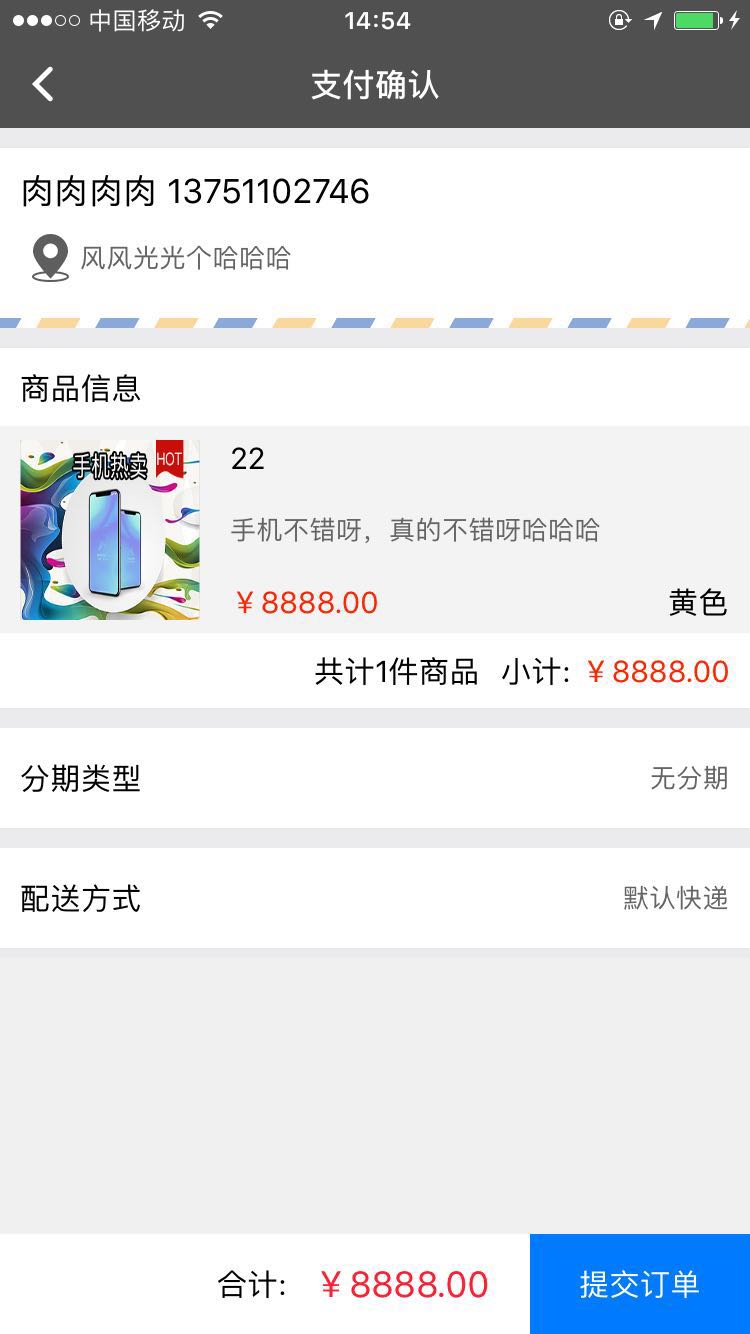 中国移动 14:54
支付确认
肉肉肉肉 13751102746
风风光光个哈哈哈
商品信息
手机热卖 HOT
22
手机不错呀，真的不错呀哈哈哈
￥8888.00 黄色
共计1件商品 小计: ￥8888.00
分期类型 无分期
配送方式 默认快递
合计: ￥8888.00 提交订单